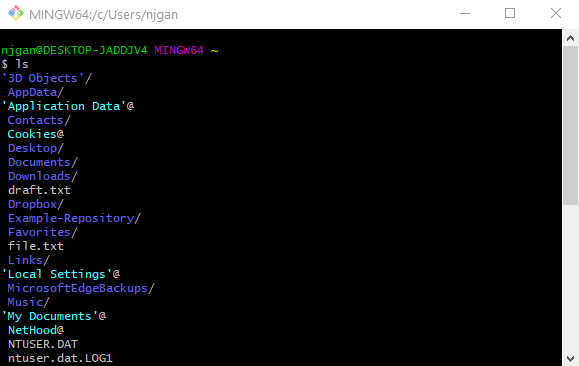 MINGW64:/c/Users/njgan
njgan@DESKTOP-JADDJV4 MINGW64 ~
$ ls
'3D Objects'/
AppData/
'Application Data'@
Contacts/
Cookies@
Desktop/
Documents/
Downloads/
draft.txt
Dropbox/
Example-Repository/
Favorites/
file.txt
Links/
'Local Settings'@
MicrosoftEdgeBackups/
Music/
'My Documents'@
NetHood@
NTUSER.DAT
ntuser.dat.LOG1